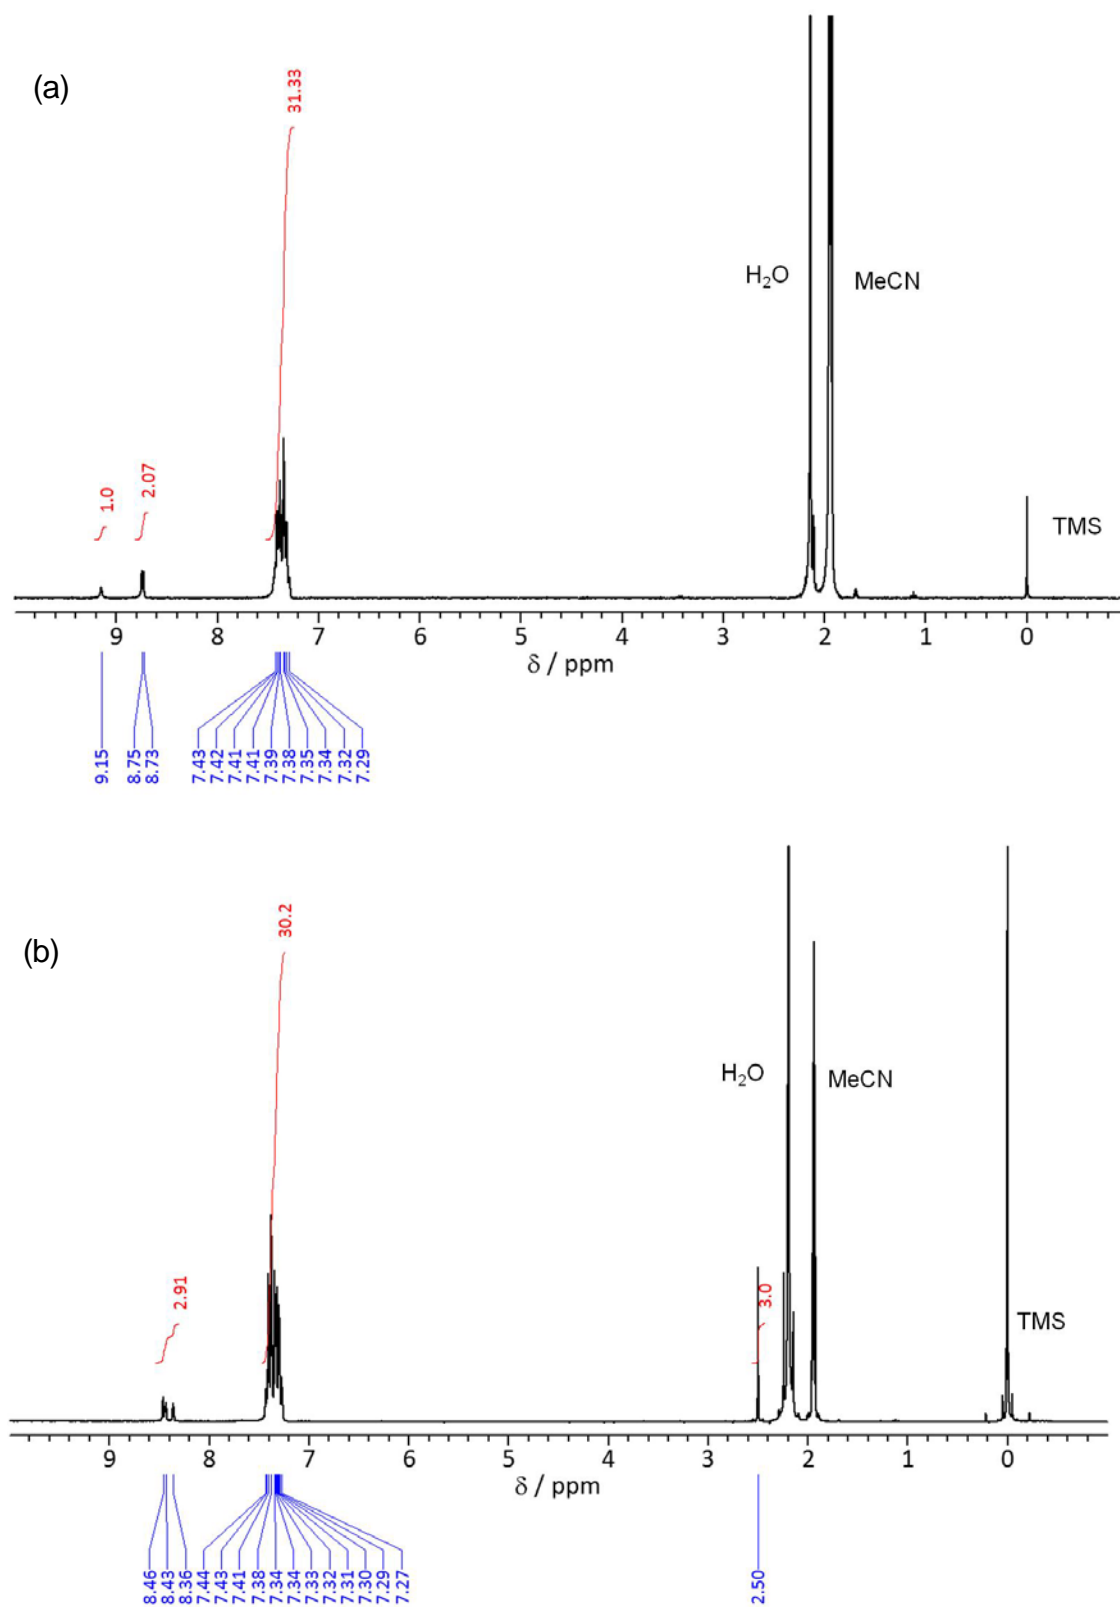 (a)
31.33
1.0
2.07
H₂O
MeCN
TMS
9 8 7 6 5 4 3 2 1 0
δ / ppm
9.15
8.75
8.73
7.43
7.42
7.41
7.41
7.39
7.38
7.35
7.34
7.32
7.29
(b)
30.2
2.91
3.0
H₂O
MeCN
TMS
9 8 7 6 5 4 3 2 1 0
δ / ppm
8.46
8.43
8.36
7.44
7.43
7.41
7.38
7.34
7.34
7.33
7.32
7.31
7.30
7.29
7.27
2.50